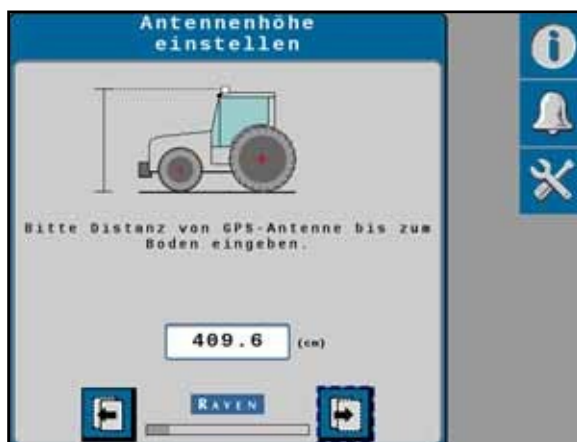 Antennenhöhe
einstellen
Bitte Distanz von GPS-Antenne bis zum
Boden eingeben.
409.6 (cm)
RAVEN